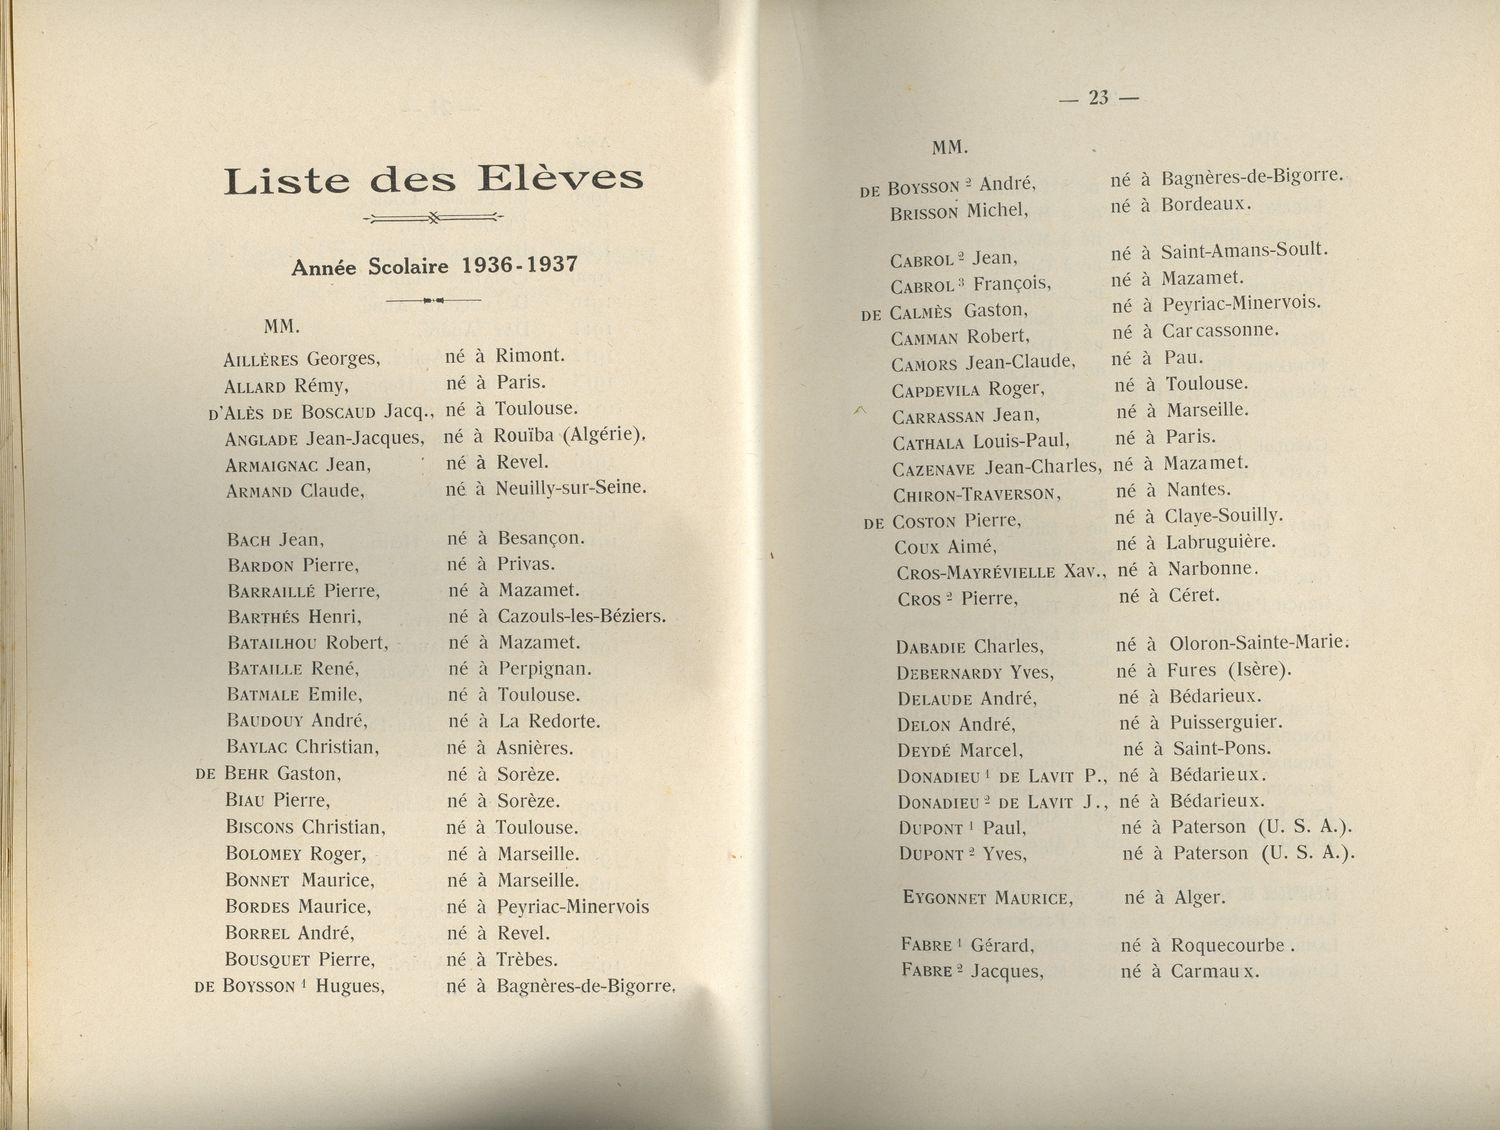 Liste des Elèves
Année Scolaire 1936-1937
MM.
AILLÈRES Georges, né à Rimont.
ALLARD Rémy, né à Paris.
D'ALÈS DE BOSCAUD Jacq., né à Toulouse.
ANGLADE Jean-Jacques, né à Rouïba (Algérie).
ARMAIGNAC Jean, né à Revel.
ARMAND Claude, né à Neuilly-sur-Seine.
BACH Jean, né à Besançon.
BARDON Pierre, né à Privas.
BARRAILLÉ Pierre, né à Mazamet.
BARTHÉS Henri, né à Cazouls-les-Béziers.
BATAILHOU Robert, né à Mazamet.
BATAILLE René, né à Perpignan.
BATMALE Emile, né à Toulouse.
BAUDOUY André, né à La Redorte.
BAYLAC Christian, né à Asnières.
DE BEHR Gaston, né à Sorèze.
BIAU Pierre, né à Sorèze.
BISCONS Christian, né à Toulouse.
BOLOMEY Roger, né à Marseille.
BONNET Maurice, né à Marseille.
BORDES Maurice, né à Peyriac-Minervois
BORREL André, né à Revel.
BOUSQUET Pierre, né à Trèbes.
DE BOYSSON ¹ Hugues, né à Bagnères-de-Bigorre.
— 23 —
MM.
DE BOYSSON ² André, né à Bagnères-de-Bigorre.
BRISSON Michel, né à Bordeaux.
CABROL ² Jean, né à Saint-Amans-Soult.
CABROL ³ François, né à Mazamet.
DE CALMÈS Gaston, né à Peyriac-Minervois.
CAMMAN Robert, né à Carcassonne.
CAMORS Jean-Claude, né à Pau.
CAPDEVILA Roger, né à Toulouse.
CARRASSAN Jean, né à Marseille.
CATHALA Louis-Paul, né à Paris.
CAZENAVE Jean-Charles, né à Mazamet.
CHIRON-TRAVERSON, né à Nantes.
DE COSTON Pierre, né à Claye-Souilly.
COUX Aimé, né à Labruguière.
CROS-MAYRÉVIELLE Xav., né à Narbonne.
CROS ² Pierre, né à Céret.
DABADIE Charles, né à Oloron-Sainte-Marie.
DEBERNARDY Yves, né à Fures (Isère).
DELAUDE André, né à Bédarieux.
DELON André, né à Puisserguier.
DEYDÉ Marcel, né à Saint-Pons.
DONADIEU ¹ DE LAVIT P., né à Bédarieux.
DONADIEU ² DE LAVIT J., né à Bédarieux.
DUPONT ¹ Paul, né à Paterson (U. S. A.).
DUPONT ² Yves, né à Paterson (U. S. A.).
EYGONNET MAURICE, né à Alger.
FABRE ¹ Gérard, né à Roquecourbe.
FABRE ² Jacques, né à Carmaux.